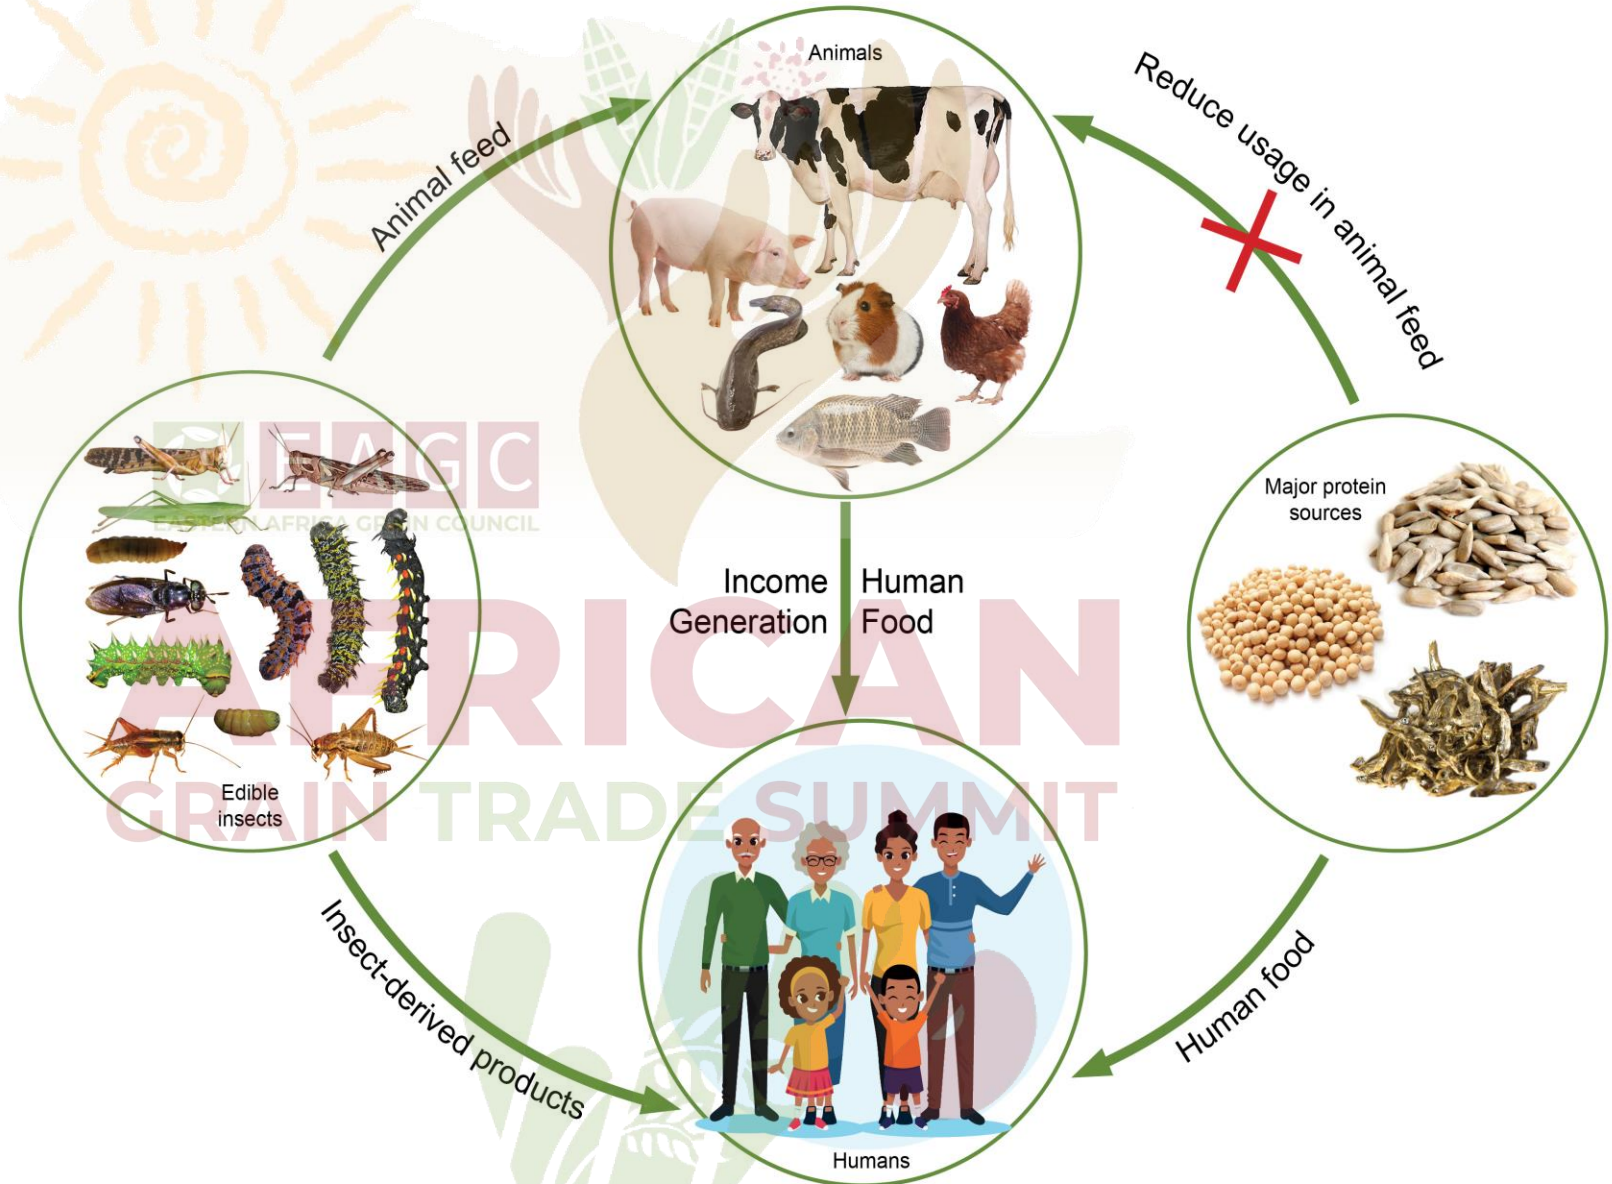 Animals
Animal feed
Reduce usage in animal feed
EAGC
EASTERN AFRICA GRAIN COUNCIL
Major protein
sources
Income
Generation
Human
Food
AFRICAN
GRAIN TRADE SUMMIT
Edible
insects
Insect-derived products
Human food
Humans